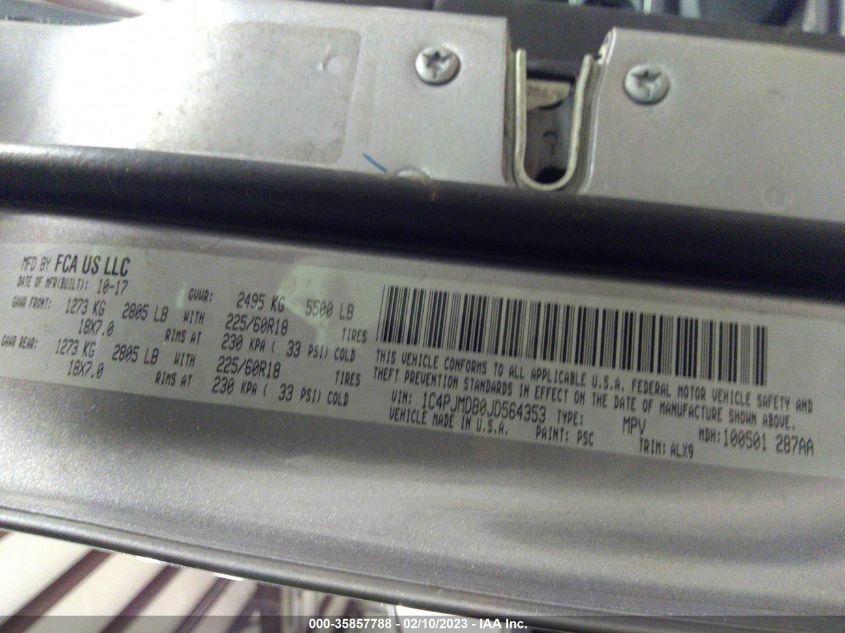 MFD BY FCA US LLC
DATE OF MFR(BUILT): 10-17
GVWR: 2495 KG 5500 LB
GAWR FRONT: 1273 KG 2805 LB WITH 225/60R18 TIRES
18X7.0 RIMS AT 230 KPA ( 33 PSI) COLD
GAWR REAR: 1273 KG 2805 LB WITH 225/60R18 TIRES
18X7.0 RIMS AT 230 KPA ( 33 PSI) COLD
THIS VEHICLE CONFORMS TO ALL APPLICABLE U.S.A. FEDERAL MOTOR VEHICLE SAFETY AND
THEFT PREVENTION STANDARDS IN EFFECT ON THE DATE OF MANUFACTURE SHOWN ABOVE.
VIN: 1C4PJMDB0JD564353 TYPE: MPV MDH:100501 287AA
VEHICLE MADE IN U.S.A. PAINT: PSC TRIM: ALX9
000-35857788 - 02/10/2023 - © IAA Inc.